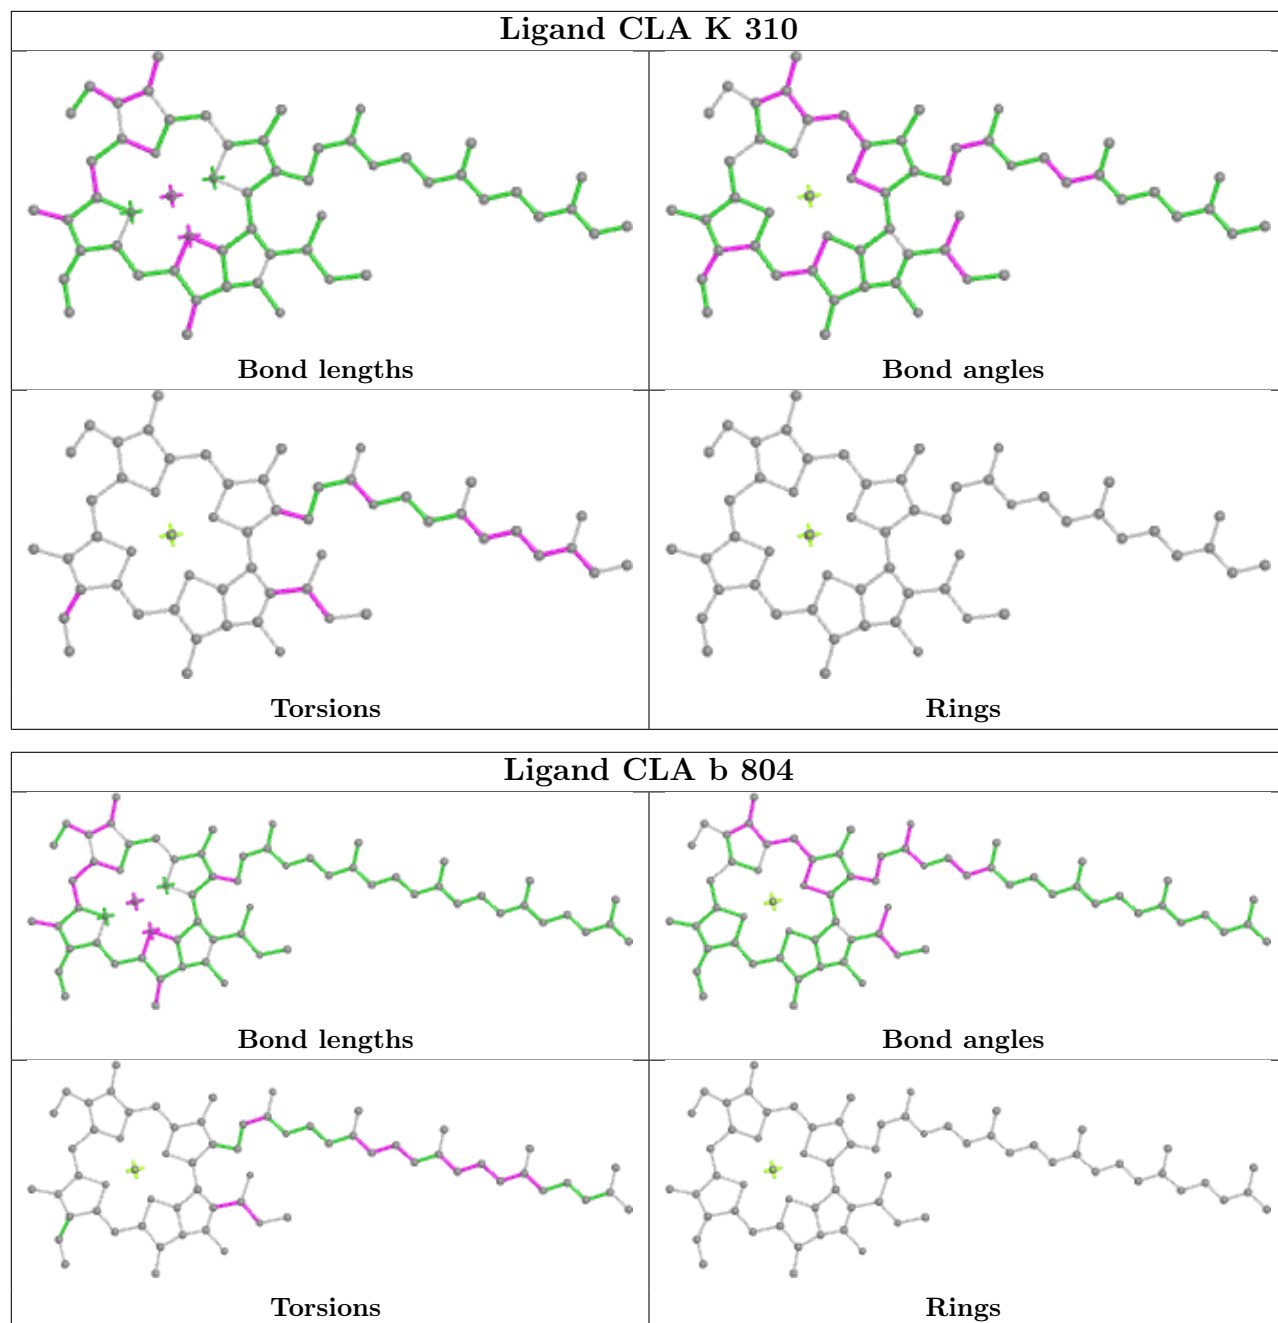 Ligand CLA K 310
Bond lengths
Bond angles
Torsions
Rings
Ligand CLA b 804
Bond lengths
Bond angles
Torsions
Rings